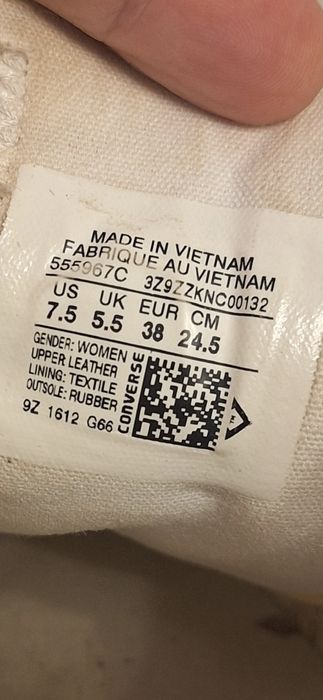 MADE IN VIETNAM
FABRIQUE AU VIETNAM
555967C 3Z9ZZKNC00132
US UK EUR CM
7.5 5.5 38 24.5
GENDER: WOMEN
UPPER: LEATHER
LINING: TEXTILE
OUTSOLE: RUBBER
9Z 1612 G66
CONVERSE